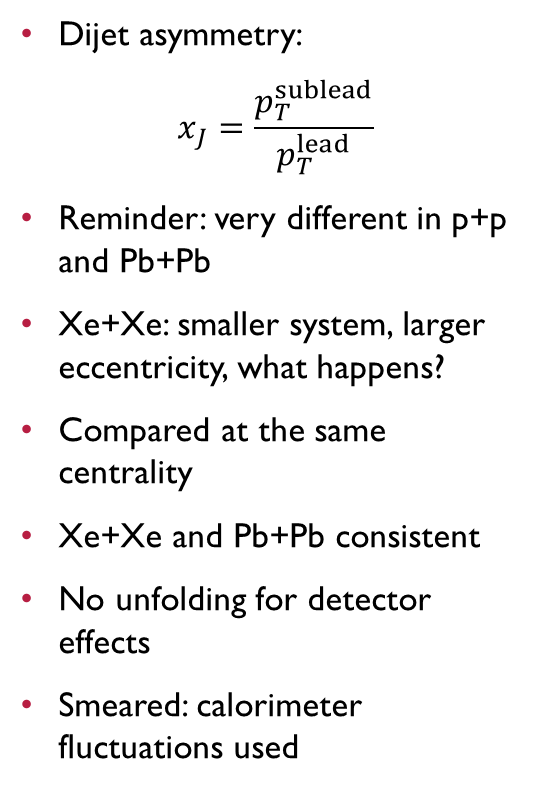 • Dijet asymmetry:
x_J = p_T^sublead / p_T^lead
• Reminder: very different in p+p
and Pb+Pb
• Xe+Xe: smaller system, larger
eccentricity, what happens?
• Compared at the same
centrality
• Xe+Xe and Pb+Pb consistent
• No unfolding for detector
effects
• Smeared: calorimeter
fluctuations used